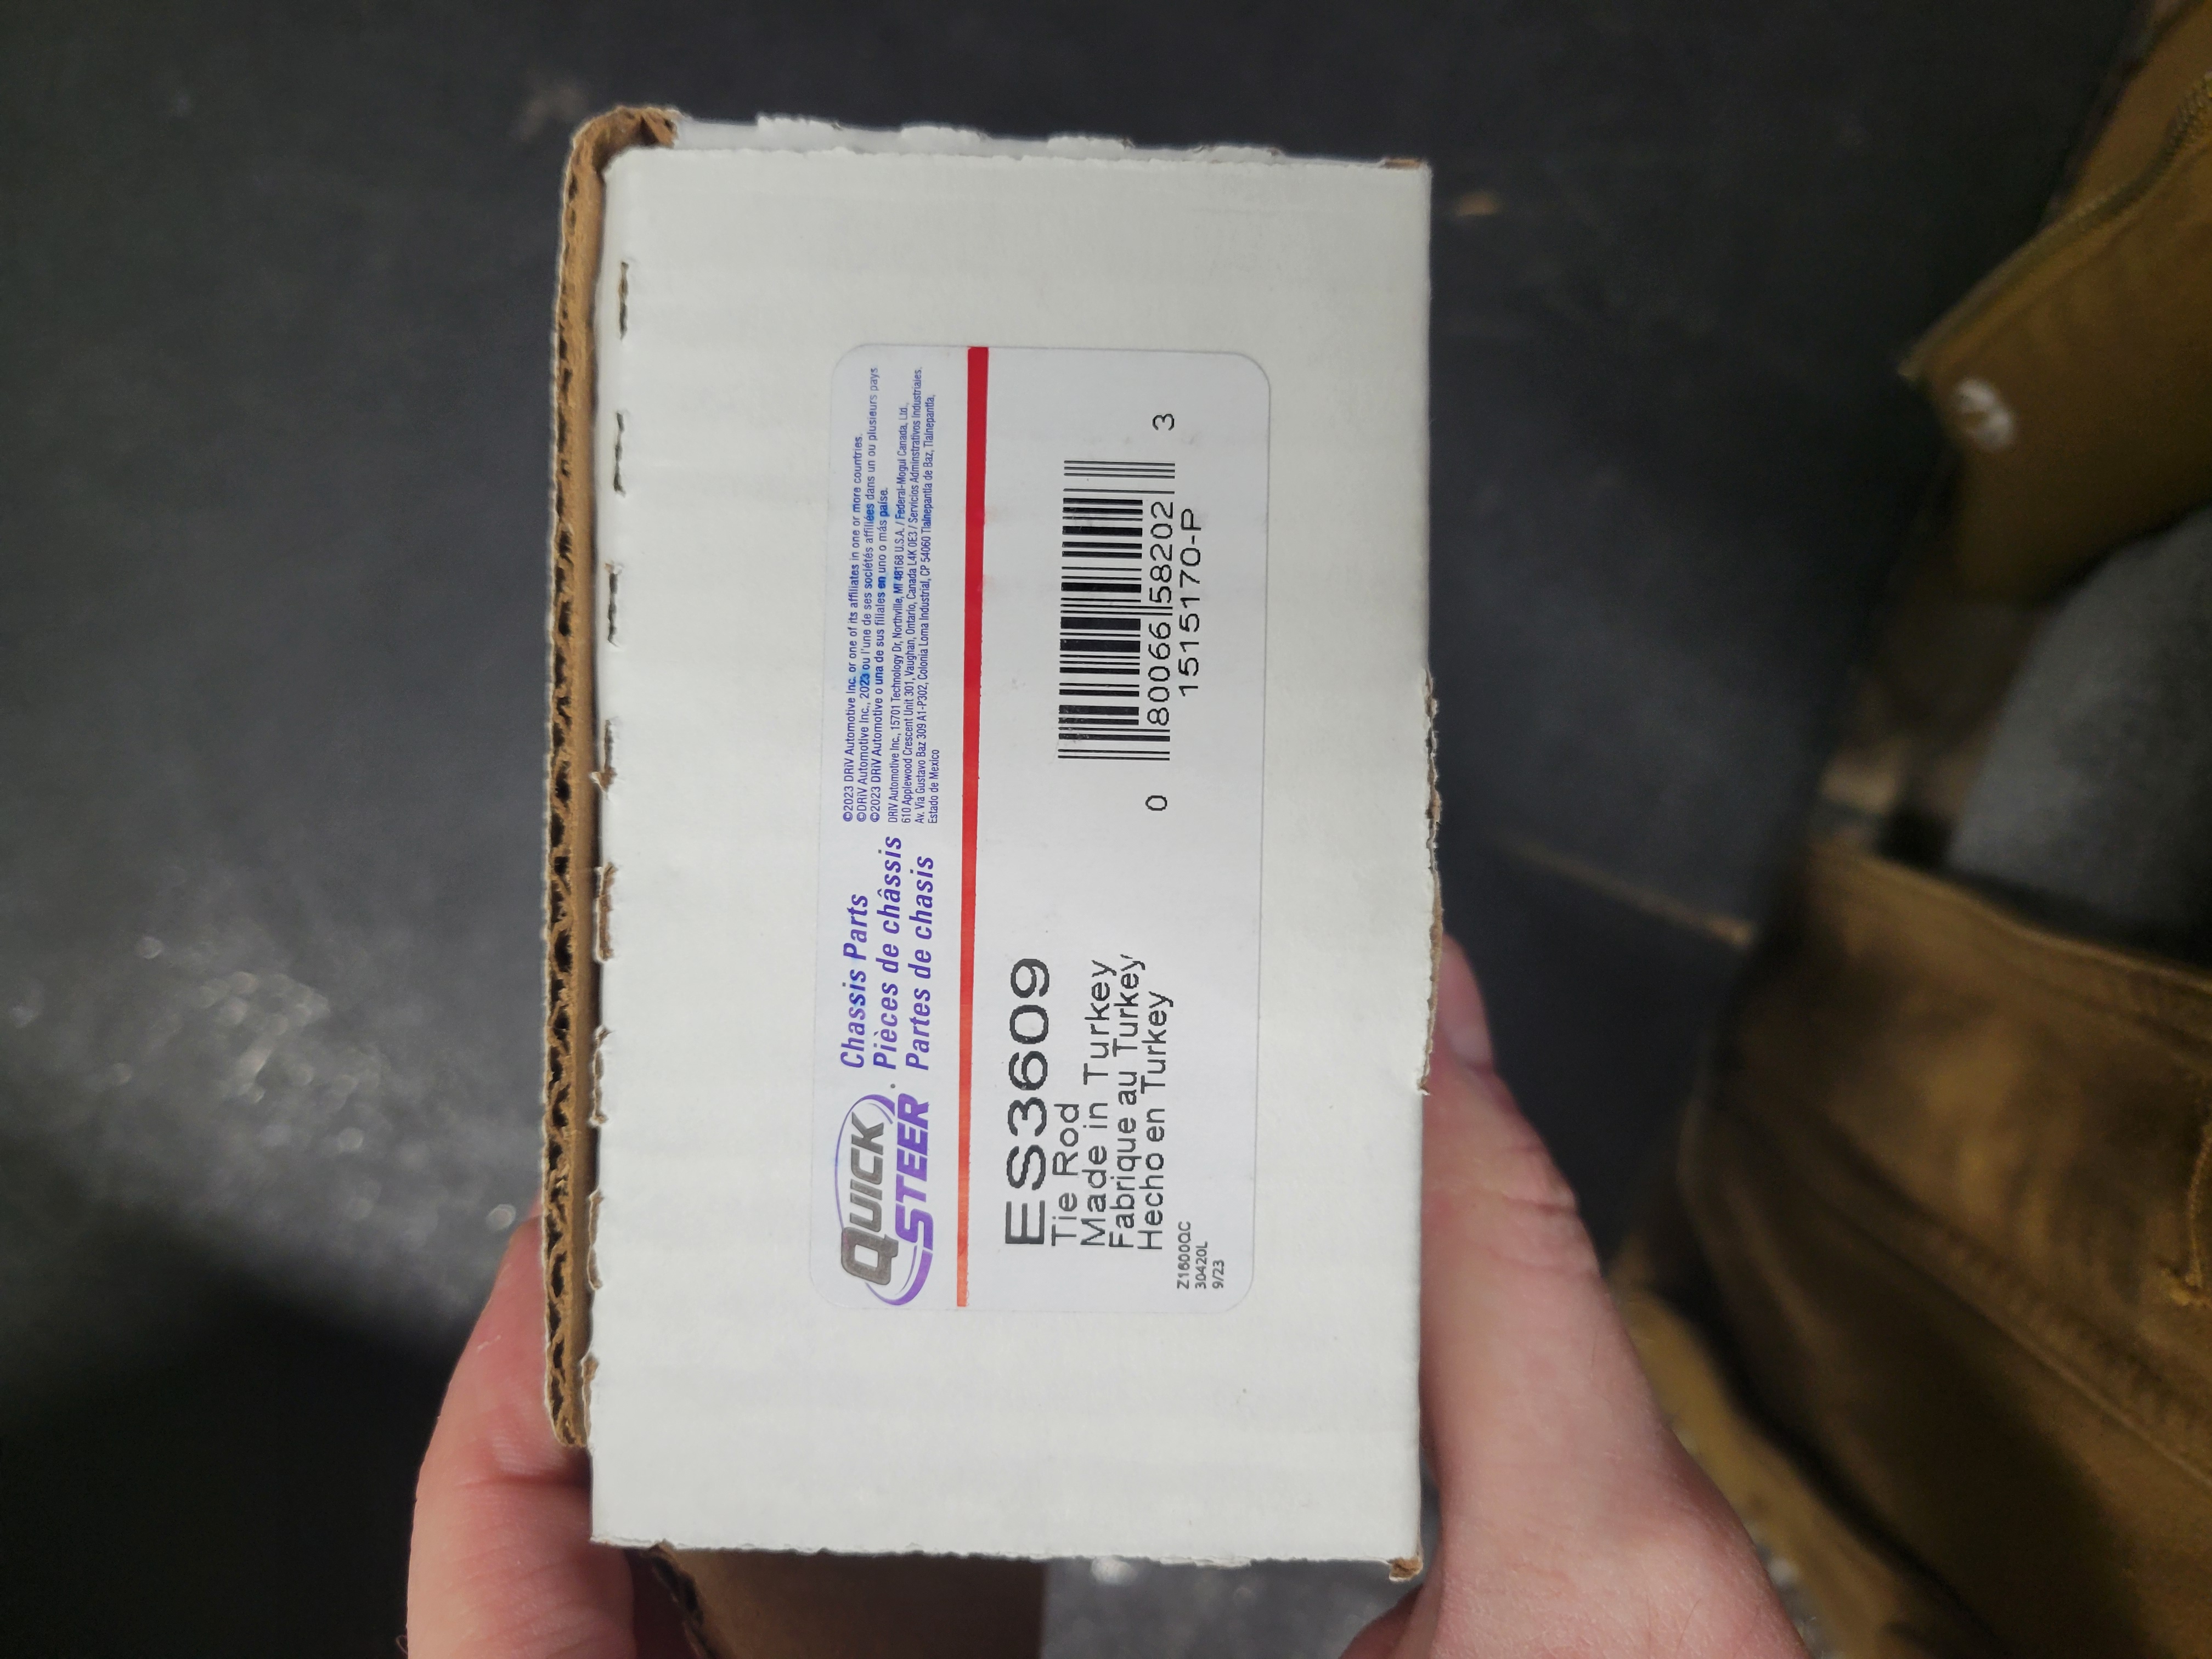 QUICK
STEER
Chassis Parts
Pièces de châssis
Partes de chasis
©2023 DRiV Automotive Inc. or one of its affiliates in one or more countries.
©DRiV Automotive Inc., 2023 ou l'une de ses sociétés affiliées dans un ou plusieurs pays
©2023 DRiV Automotive o una de sus filiales en uno o más paíse.
DRiV Automotive Inc., 15701 Technology Dr, Northville, MI 48168 U.S.A. / Federal-Mogul Canada, Ltd.,
610 Applewood Crescent Unit 301, Vaughan, Ontario, Canada L4K 0E3 / Servicios Adminstrativos Industriales.
Av. Vía Gustavo Baz 309 A1-P302, Colonia Loma Industrial, CP 54060 Tlalnepantla de Baz, Tlalnepantla,
Estado de Mexico
ES3609
Tie Rod
Made in Turkey
Fabrique au Turkey
Hecho en Turkey
Z1600QC
30420L
9/23
0 80066 58202 3
1515170-P